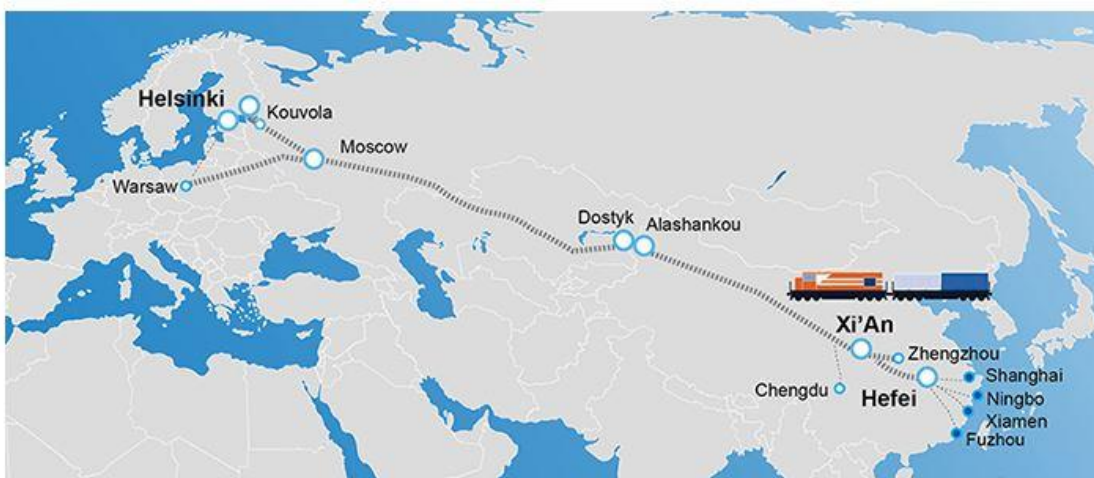 Helsinki
Kouvola
Moscow
Warsaw
Dostyk
Alashankou
Xi'An
Zhengzhou
Chengdu
Hefei
Shanghai
Ningbo
Xiamen
Fuzhou